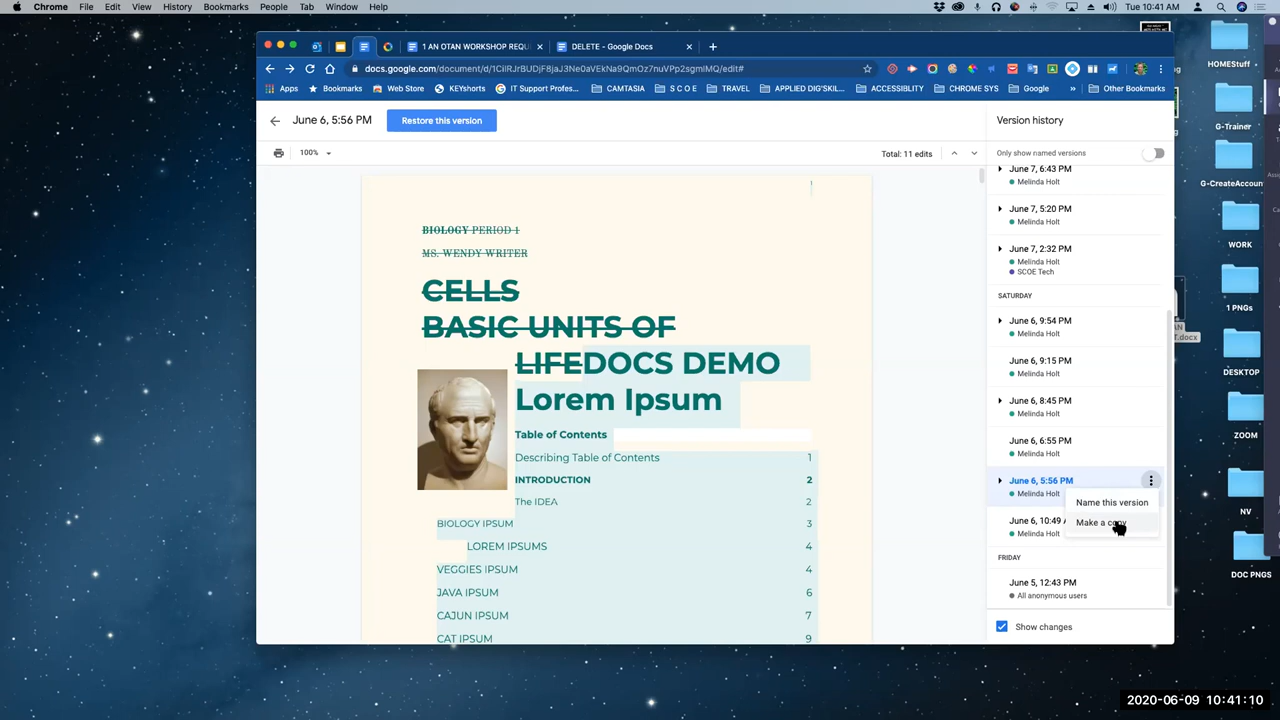 Chrome File Edit View History Bookmarks People Tab Window Help
Tue 10:41 AM
1 AN OTAN WORKSHOP REQU
DELETE - Google Docs
docs.google.com/document/d/1CilRJrBUDjF8jaJ3Ne0aVEkNa9QmOz7nuVPp2sgmlMQ/edit#
Apps Bookmarks Web Store KEYshorts IT Support Profes... CAMTASIA S C O E TRAVEL APPLIED DIG'SKIL... ACCESSIBLITY CHROME SYS Google » Other Bookmarks
June 6, 5:56 PM
Restore this version
Version history
100%
Total: 11 edits
Only show named versions
BIOLOGY PERIOD 1
MS. WENDY WRITER
CELLS
BASIC UNITS OF
LIFEDOCS DEMO
Lorem Ipsum
Table of Contents
Describing Table of Contents 1
INTRODUCTION 2
The IDEA 2
BIOLOGY IPSUM 3
LOREM IPSUMS 4
VEGGIES IPSUM 4
JAVA IPSUM 6
CAJUN IPSUM 7
CAT IPSUM 9
June 7, 6:43 PM
Melinda Holt
June 7, 5:20 PM
Melinda Holt
June 7, 2:32 PM
Melinda Holt
SCOE Tech
SATURDAY
June 6, 9:54 PM
Melinda Holt
June 6, 9:15 PM
Melinda Holt
June 6, 8:45 PM
Melinda Holt
June 6, 6:55 PM
Melinda Holt
June 6, 5:56 PM
Melinda Holt
Name this version
Make a copy
June 6, 10:49
Melinda Holt
FRIDAY
June 5, 12:43 PM
All anonymous users
Show changes
HOMEStuff
G-Trainer
G-CreateAccoun
WORK
1 PNGs
DESKTOP
ZOOM
NV
DOC PNGS
2020-06-09 10:41:10